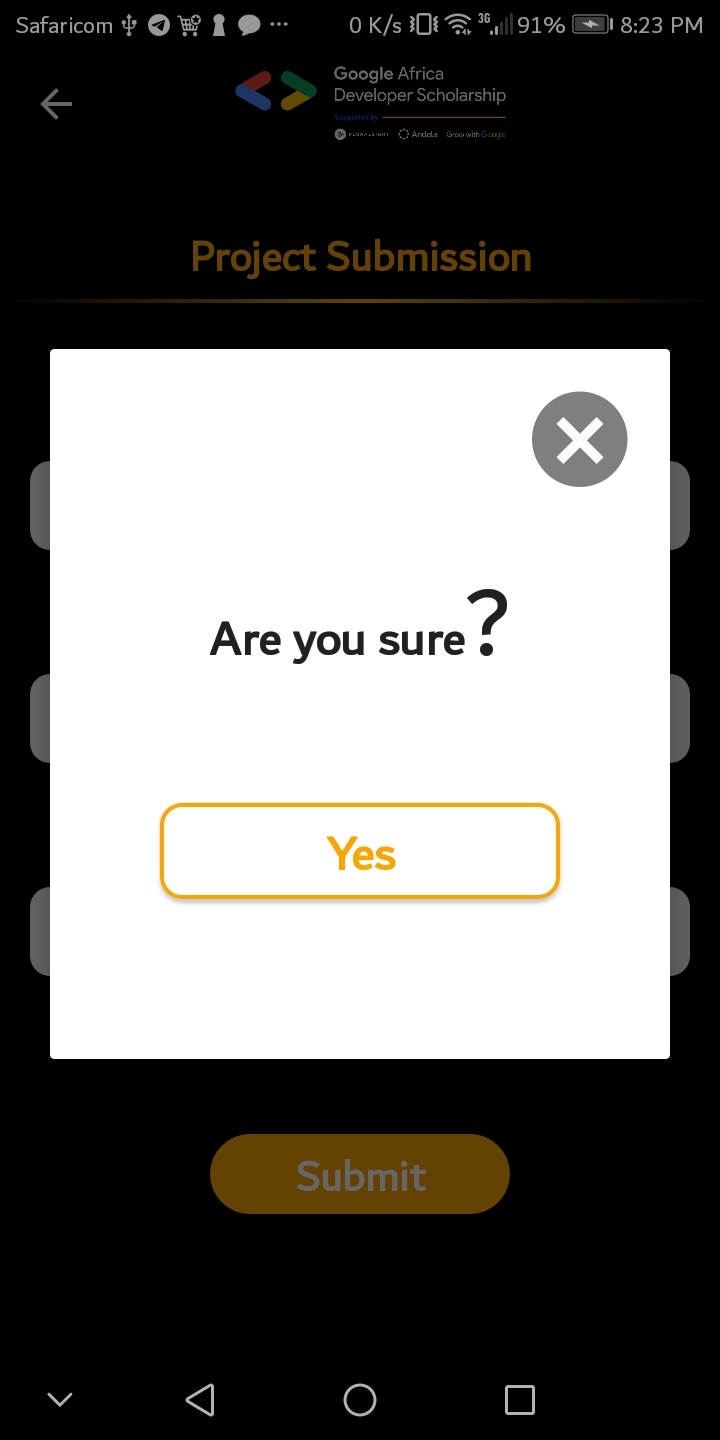 Safaricom ... 0 K/s 3G 91% 8:23 PM
Google Africa
Developer Scholarship
Supported by
PLURALSIGHT Andela Grow with Google
Project Submission
Are you sure?
Yes
Submit